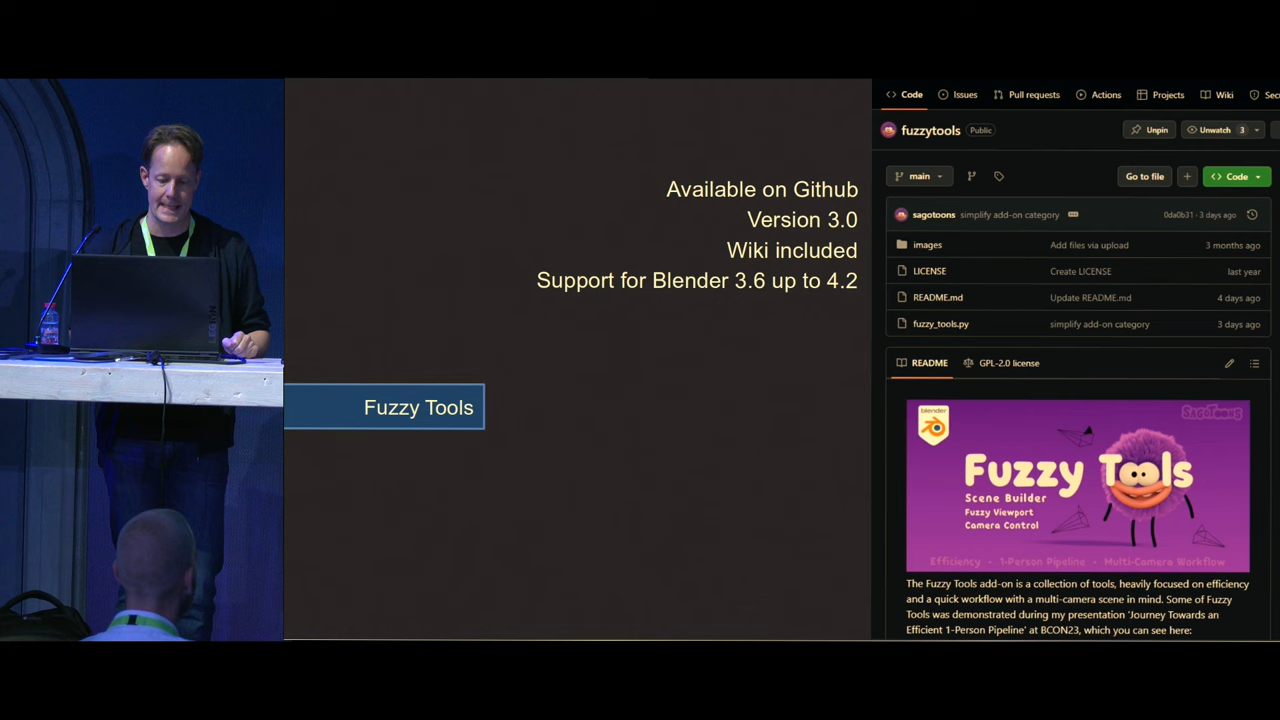 Available on Github
Version 3.0
Wiki included
Support for Blender 3.6 up to 4.2
Fuzzy Tools
LEGION
Code
Issues
Pull requests
Actions
Projects
Wiki
Sec
fuzzytools
Public
Unpin
Unwatch
3
main
Go to file
Code
sagotoons simplify add-on category
0da0b31 · 3 days ago
images Add files via upload 3 months ago
LICENSE Create LICENSE last year
README.md Update README.md 4 days ago
fuzzy_tools.py simplify add-on category 3 days ago
README
GPL-2.0 license
blender
SAGOTOONS
Fuzzy Tools
Scene Builder
Fuzzy Viewport
Camera Control
Efficiency • 1-Person Pipeline • Multi-Camera Workflow
The Fuzzy Tools add-on is a collection of tools, heavily focused on efficiency
and a quick workflow with a multi-camera scene in mind. Some of Fuzzy
Tools was demonstrated during my presentation 'Journey Towards an
Efficient 1-Person Pipeline' at BCON23, which you can see here: